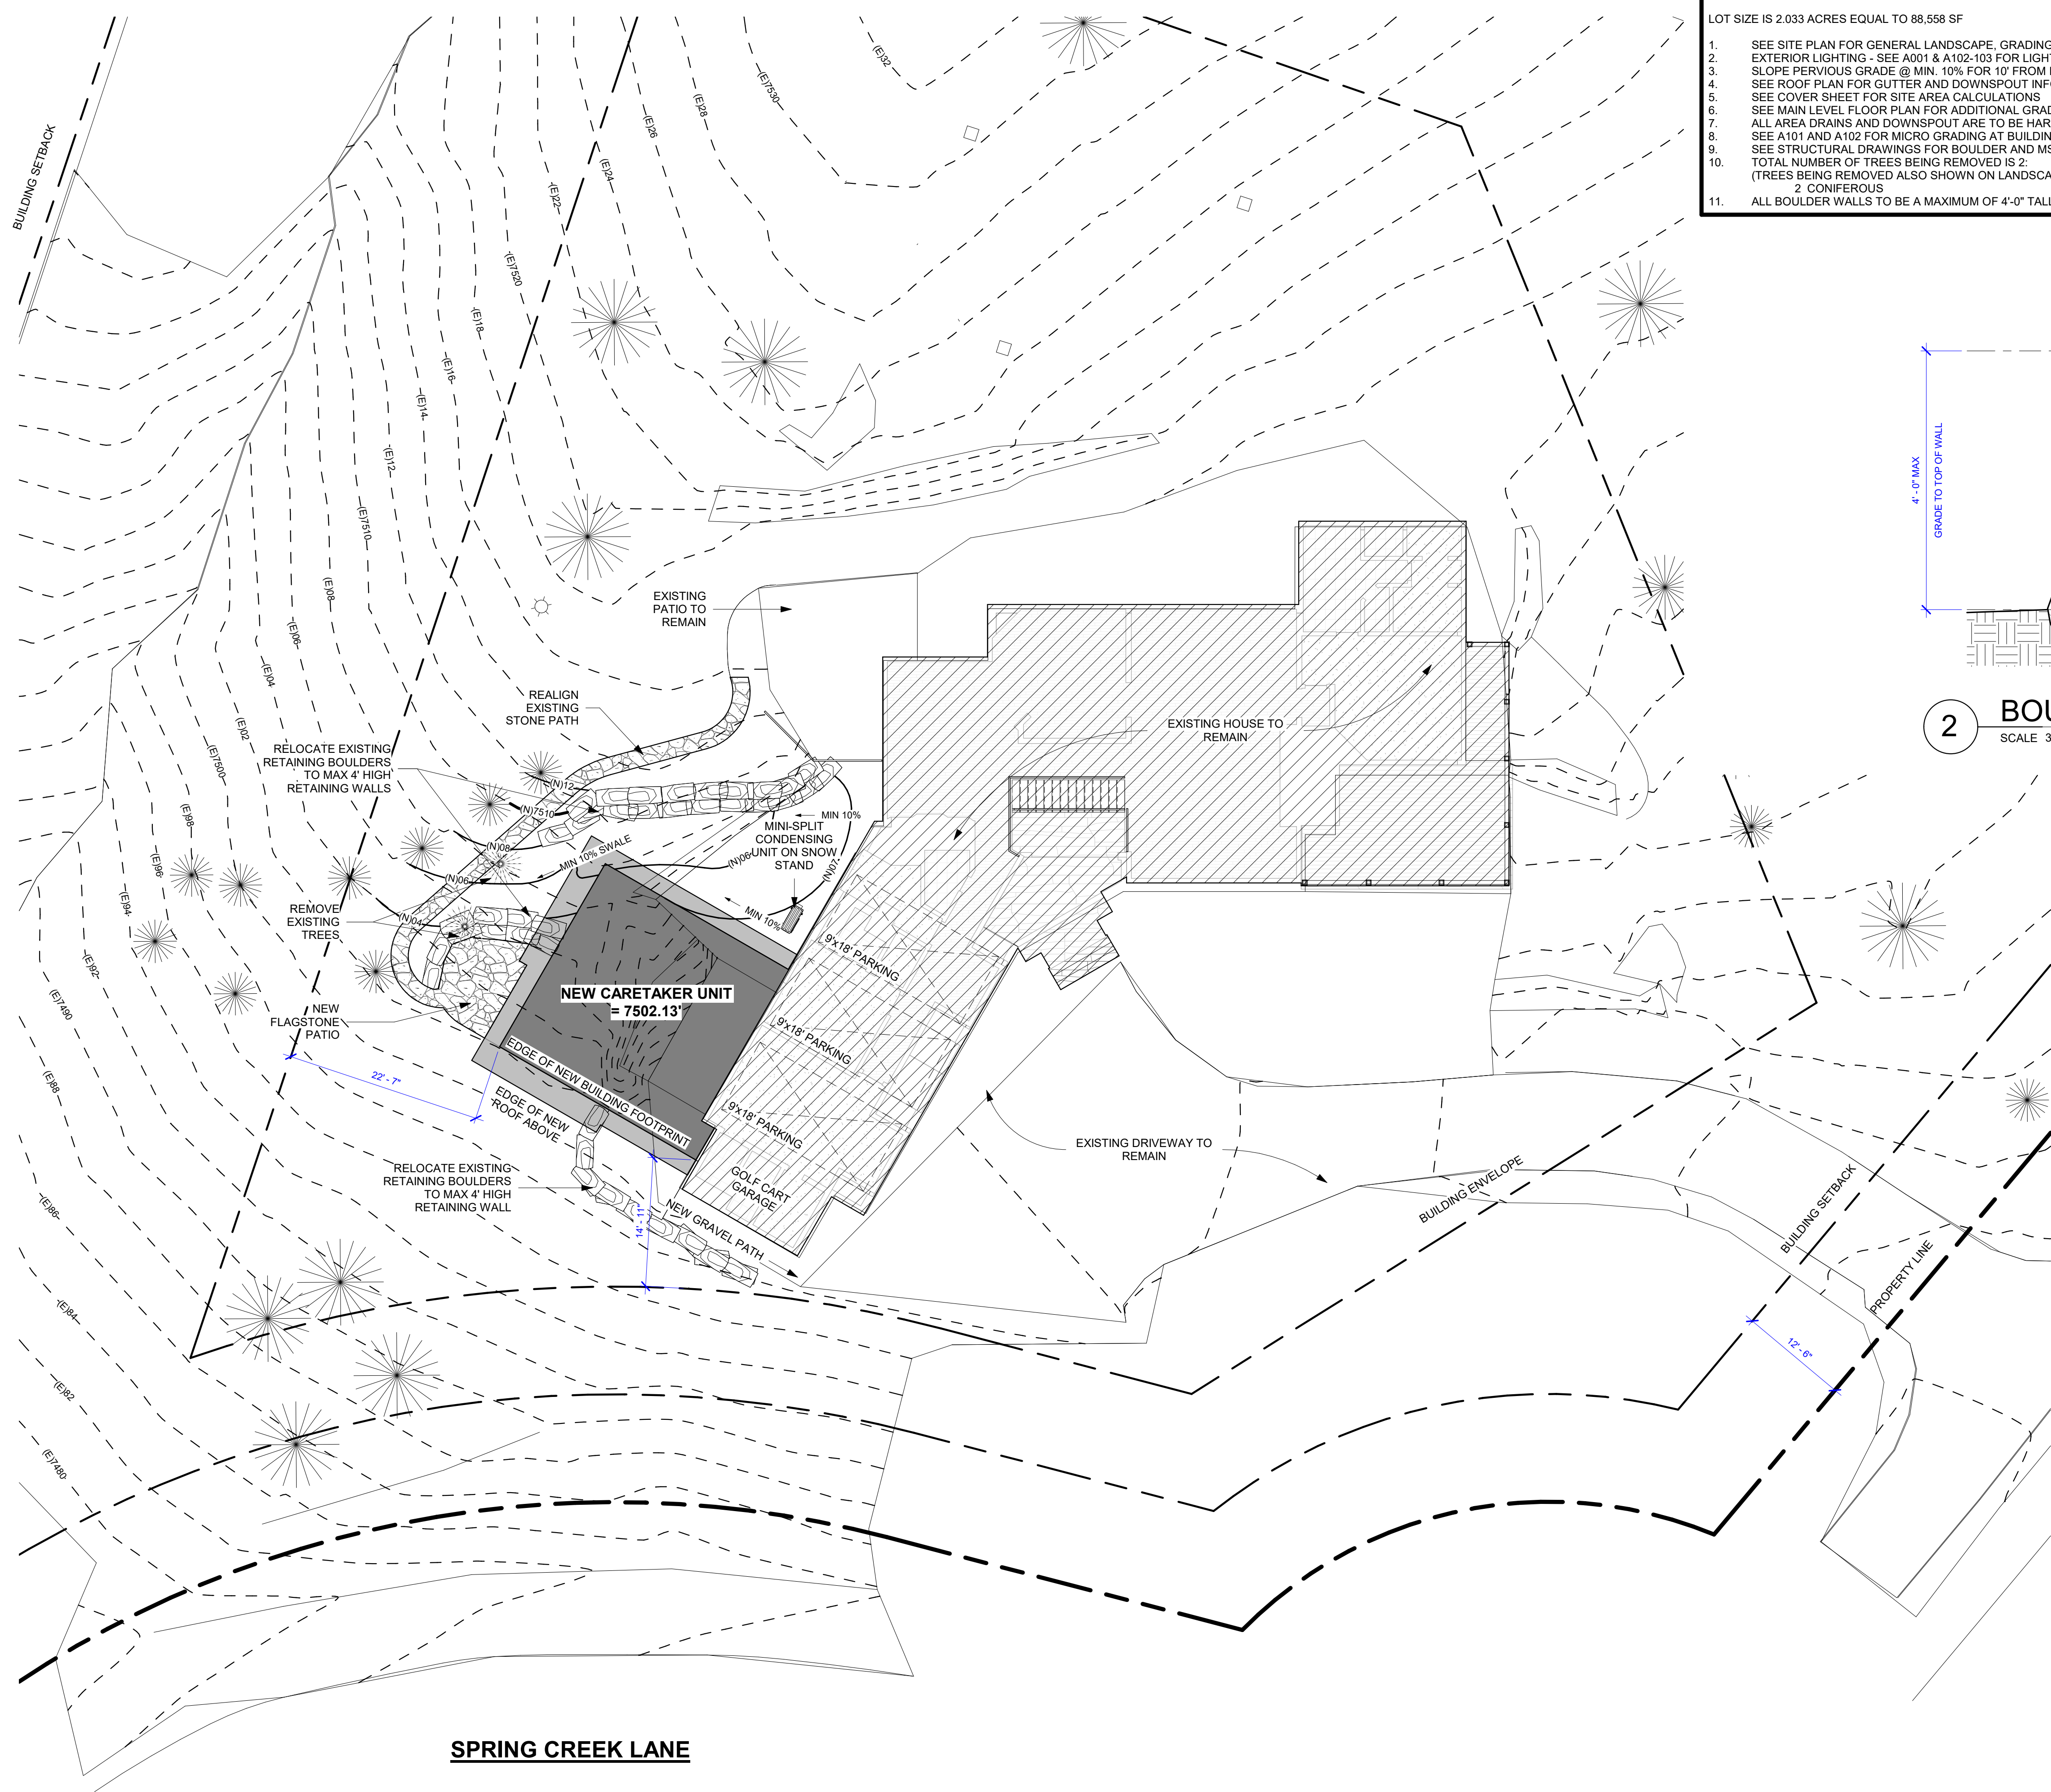 LOT SIZE IS 2.033 ACRES EQUAL TO 88,558 SF
1. SEE SITE PLAN FOR GENERAL LANDSCAPE, GRADING
2. EXTERIOR LIGHTING - SEE A001 & A102-103 FOR
3. SLOPE PERVIOUS GRADE @ MIN. 10% FOR 10' FROM
4. SEE ROOF PLAN FOR GUTTER AND DOWNSPOUT
5. SEE COVER SHEET FOR SITE AREA CALCULATIONS
6. SEE MAIN LEVEL FLOOR PLAN FOR ADDITIONAL
7. ALL AREA DRAINS AND DOWNSPOUT ARE TO BE
8. SEE A101 AND A102 FOR MICRO GRADING AT
9. SEE STRUCTURAL DRAWINGS FOR BOULDER AND
10. TOTAL NUMBER OF TREES BEING REMOVED IS 2:
(TREES BEING REMOVED ALSO SHOWN ON
2 CONIFEROUS
11. ALL BOULDER WALLS TO BE A MAXIMUM OF 4'-0" TALL
BUILDING SETBACK
(E)32
(E)7530
(E)28
(E)26
(E)24
(E)22
(E)7520
(E)18
(E)16
(E)14
(E)12
(E)7510
(E)08
(E)06
(E)04
(E)02
(E)7500
(E)98
(E)96
(E)94
(E)92
(E)7490
(E)88
(E)86
(E)84
(E)82
(E)7480
4' - 0" MAX
GRADE TO TOP OF WALL
2
BOU
SCALE 3
EXISTING
PATIO TO
REMAIN
REALIGN
EXISTING
STONE PATH
RELOCATE EXISTING
RETAINING BOULDERS
TO MAX 4' HIGH
RETAINING WALLS
EXISTING HOUSE TO
REMAIN
(N)12
(N)7510
(N)08
(N)06
(N)04
MIN 10% SWALE
(N)06
(N)07
MIN 10%
MINI-SPLIT
CONDENSING
UNIT ON SNOW
STAND
MIN 10%
REMOVE
EXISTING
TREES
NEW
FLAGSTONE
PATIO
NEW CARETAKER UNIT
= 7502.13'
9'x18' PARKING
9'x18' PARKING
9'x18' PARKING
GOLF CART
GARAGE
EDGE OF NEW BUILDING FOOTPRINT
EDGE OF NEW
ROOF ABOVE
22' - 7"
14' - 11"
RELOCATE EXISTING
RETAINING BOULDERS
TO MAX 4' HIGH
RETAINING WALL
NEW GRAVEL PATH
EXISTING DRIVEWAY TO
REMAIN
BUILDING ENVELOPE
BUILDING SETBACK
PROPERTY LINE
12' - 6"
SPRING CREEK LANE